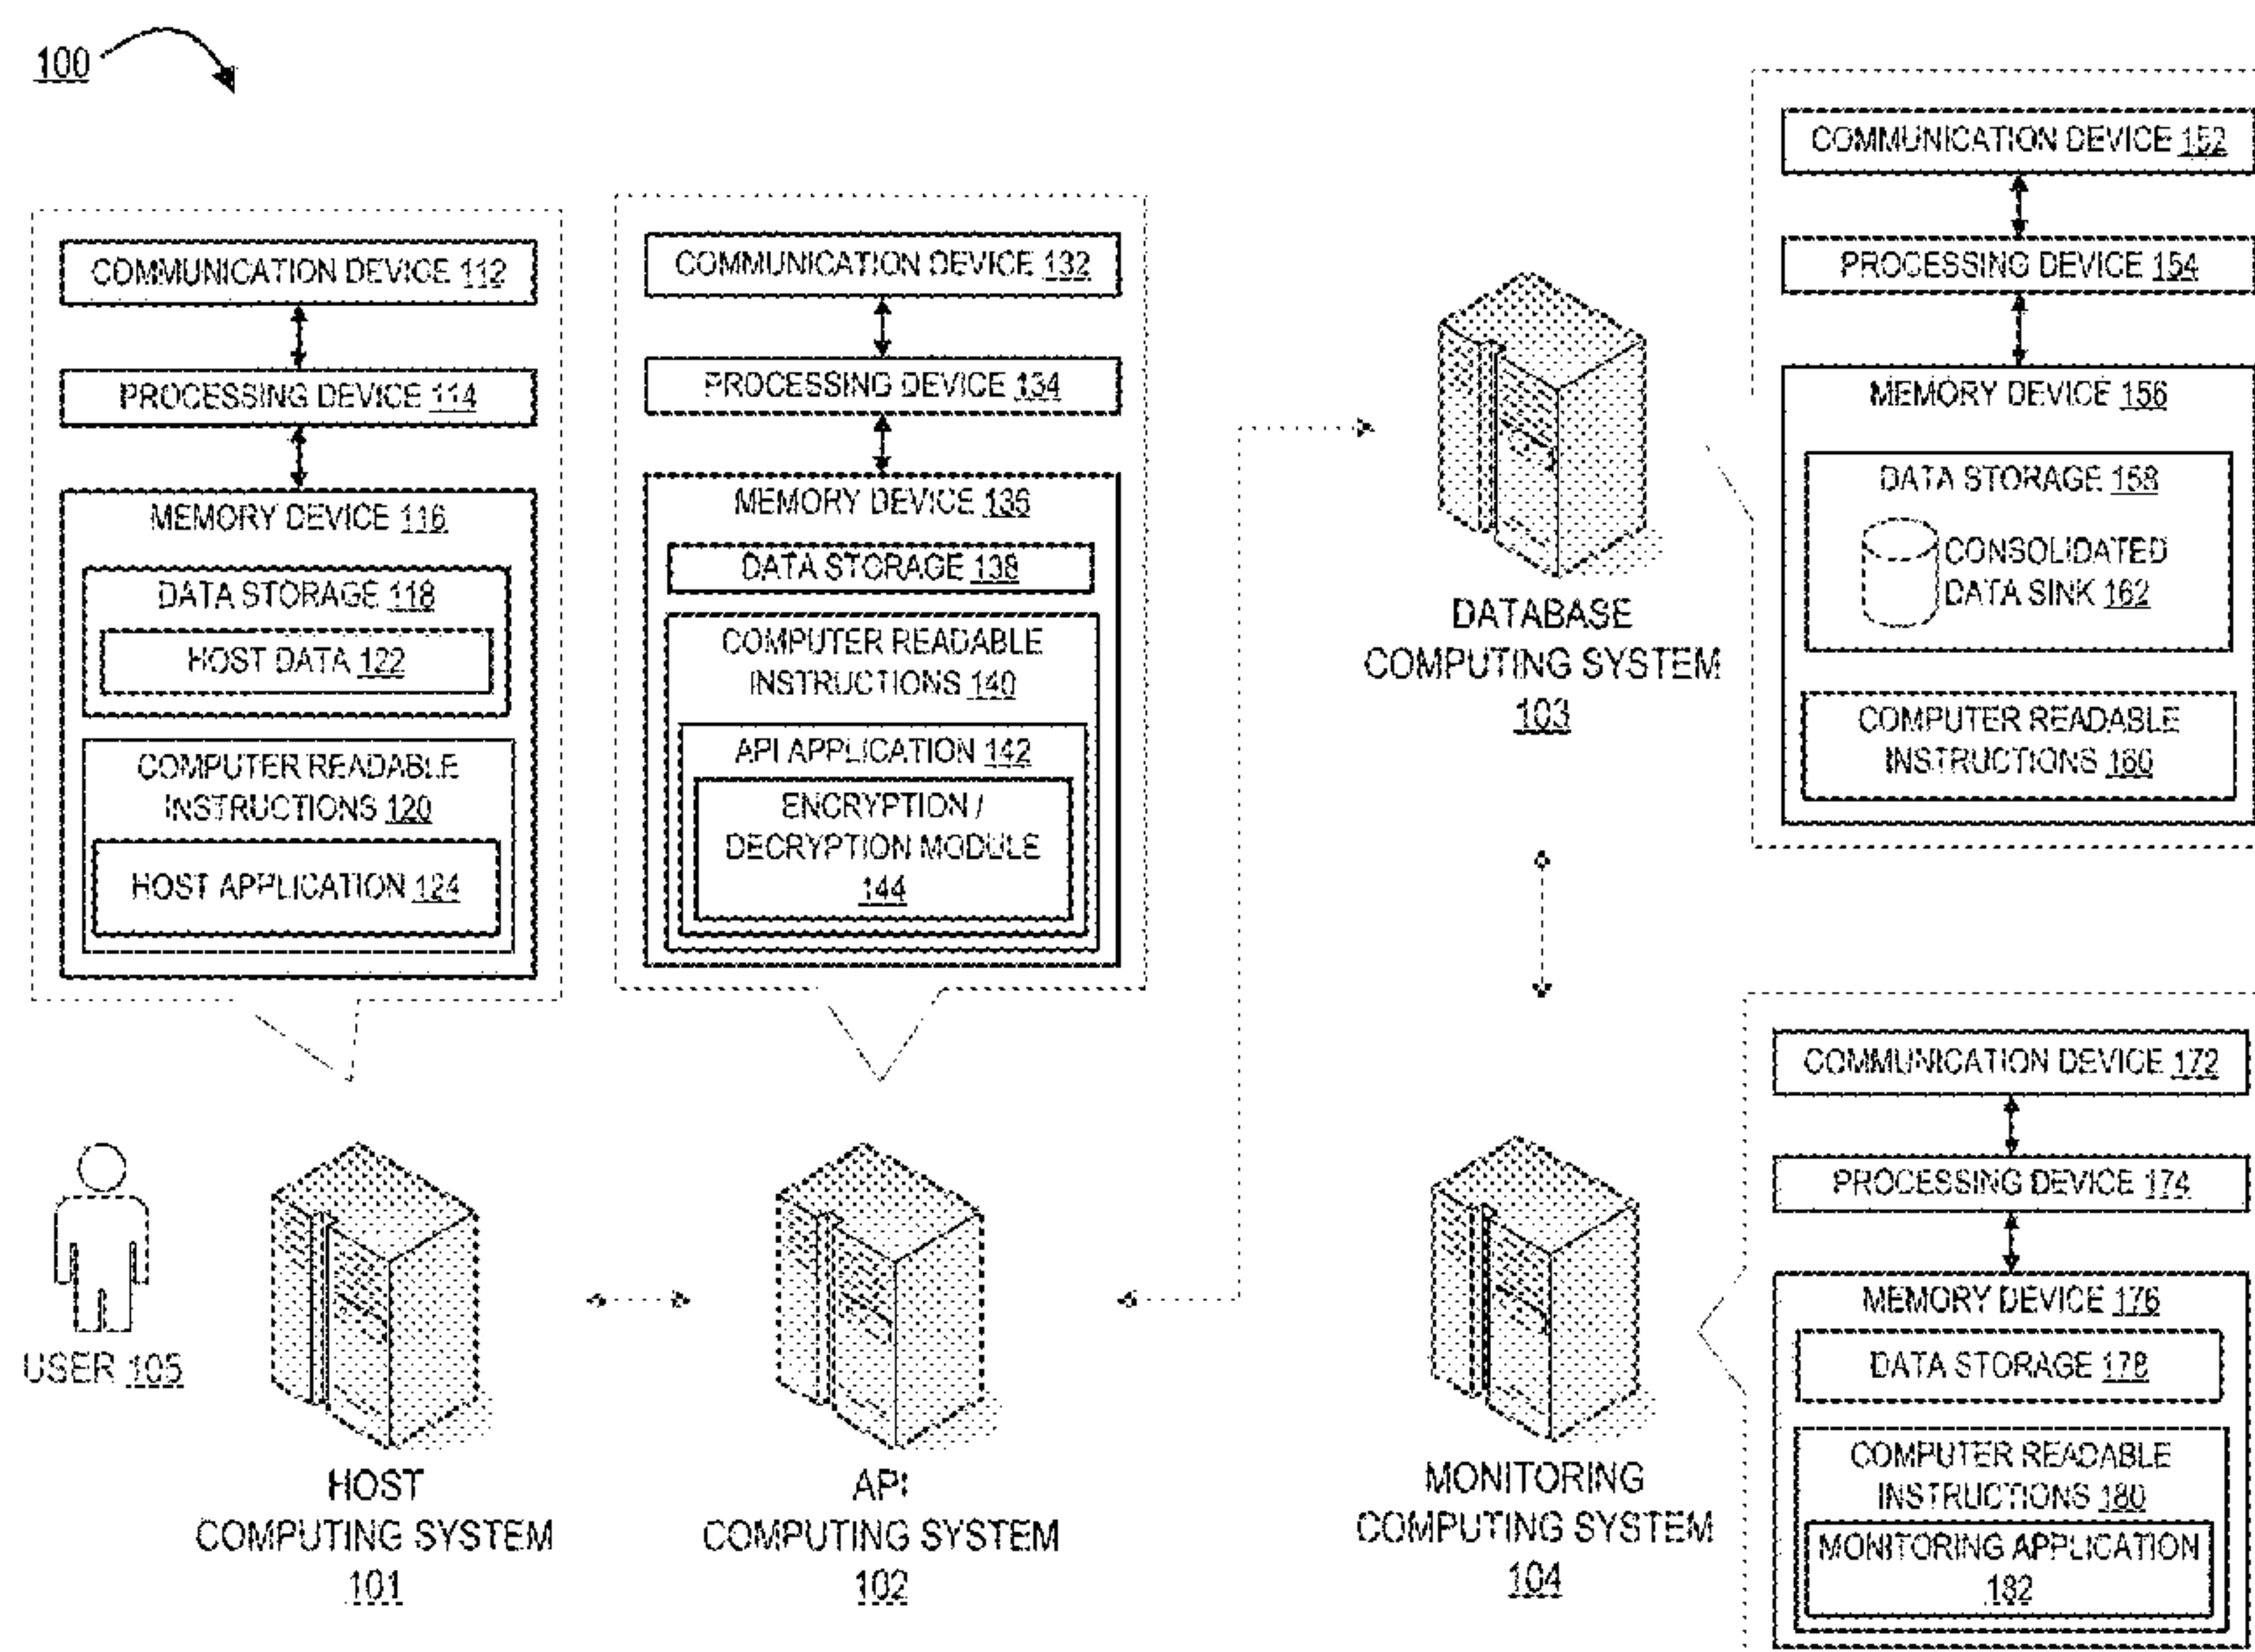 100
COMMUNICATION DEVICE 112
PROCESSING DEVICE 114
MEMORY DEVICE 116
DATA STORAGE 118
HOST DATA 122
COMPUTER READABLE
INSTRUCTIONS 120
HOST APPLICATION 124
COMMUNICATION DEVICE 132
PROCESSING DEVICE 134
MEMORY DEVICE 136
DATA STORAGE 138
COMPUTER READABLE
INSTRUCTIONS 140
API APPLICATION 142
ENCRYPTION /
DECRYPTION MODULE
144
DATABASE
COMPUTING SYSTEM
103
COMMUNICATION DEVICE 152
PROCESSING DEVICE 154
MEMORY DEVICE 156
DATA STORAGE 158
CONSOLIDATED
DATA SINK 162
COMPUTER READABLE
INSTRUCTIONS 160
USER 105
HOST
COMPUTING SYSTEM
101
API
COMPUTING SYSTEM
102
MONITORING
COMPUTING SYSTEM
104
COMMUNICATION DEVICE 172
PROCESSING DEVICE 174
MEMORY DEVICE 176
DATA STORAGE 178
COMPUTER READABLE
INSTRUCTIONS 180
MONITORING APPLICATION
182